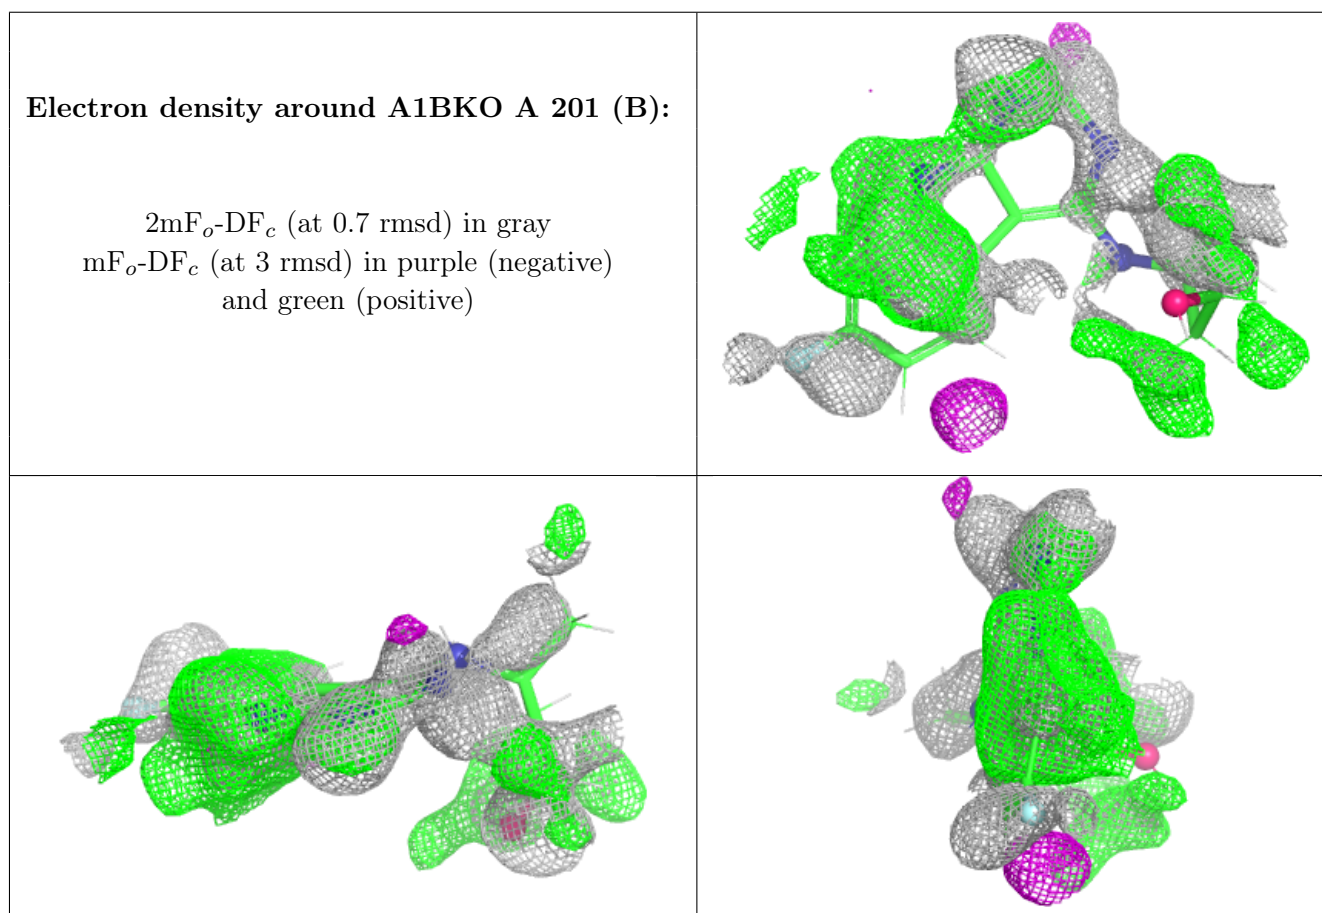 Electron density around A1BKO A 201 (B):
2mFₒ-DF𝒸 (at 0.7 rmsd) in gray
mFₒ-DF𝒸 (at 3 rmsd) in purple (negative)
and green (positive)